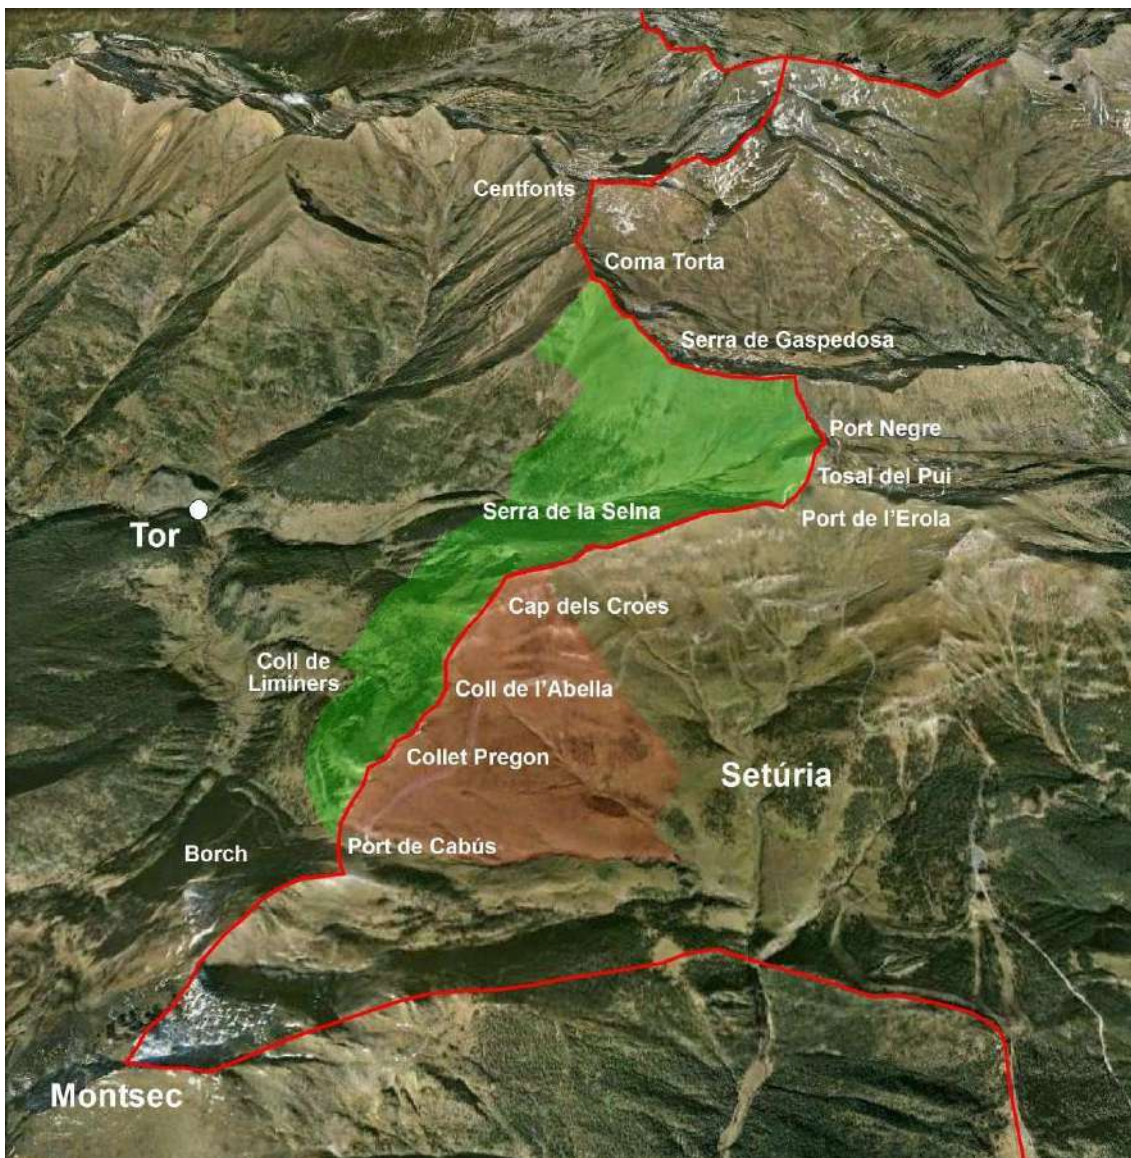 Centfonts
Coma Torta
Serra de Gaspedosa
Port Negre
Tosal del Pui
Serra de la Selna
Port de l'Erola
Tor
Cap dels Croes
Coll de
Liminers
Coll de l'Abella
Collet Pregon
Setúria
Port de Cabús
Borch
Montsec